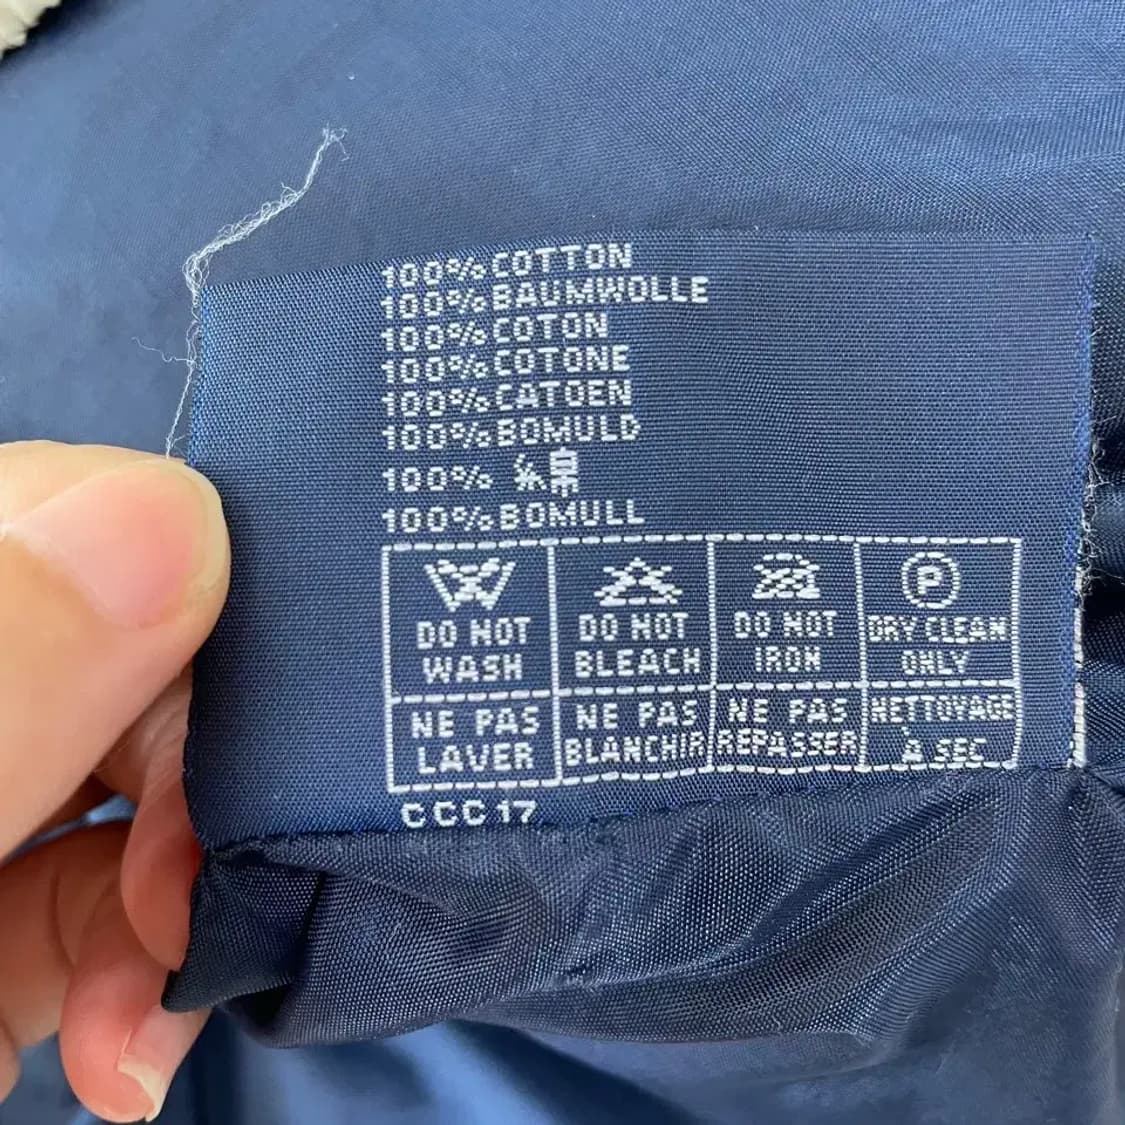 100% COTTON
100% BAUMWOLLE
100% COTON
100% COTONE
100% CATOEN
100% BOMULD
100% 綿
100% BOMULL
DO NOT
WASH
DO NOT
BLEACH
DO NOT
IRON
P
DRY CLEAN
ONLY
NE PAS
LAVER
NE PAS
BLANCHIR
NE PAS
REPASSER
NETTOYAGE
À SEC
CCC17